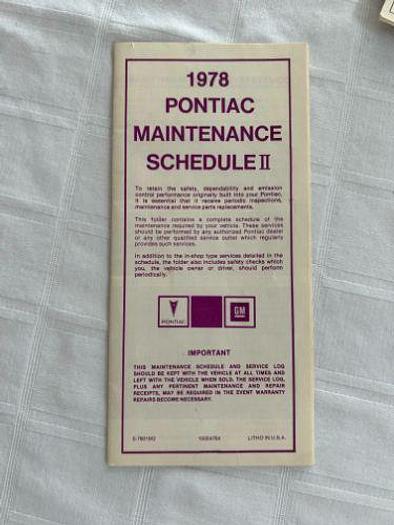 1978
PONTIAC
MAINTENANCE
SCHEDULE II
To retain the safety, dependability and emission
control performance originally built into your Pontiac,
it is essential that it receive periodic inspections,
maintenance and service parts replacements.
This folder contains a complete schedule of the
maintenance required by your vehicle. These services
should be performed by any authorized Pontiac dealer
or any other qualified service outlet which regularly
provides such services.
In addition to the in-shop type services detailed in the
schedule, the folder also includes safety checks which
you, the vehicle owner or driver, should perform
periodically.
PONTIAC
GM
IMPORTANT
THIS MAINTENANCE SCHEDULE AND SERVICE LOG
SHOULD BE KEPT WITH THE VEHICLE AT ALL TIMES AND
LEFT WITH THE VEHICLE WHEN SOLD. THE SERVICE LOG,
PLUS ANY PERTINENT MAINTENANCE AND REPAIR
RECEIPTS, MAY BE REQUIRED IN THE EVENT WARRANTY
REPAIRS BECOME NECESSARY.
LITHO IN U.S.A.